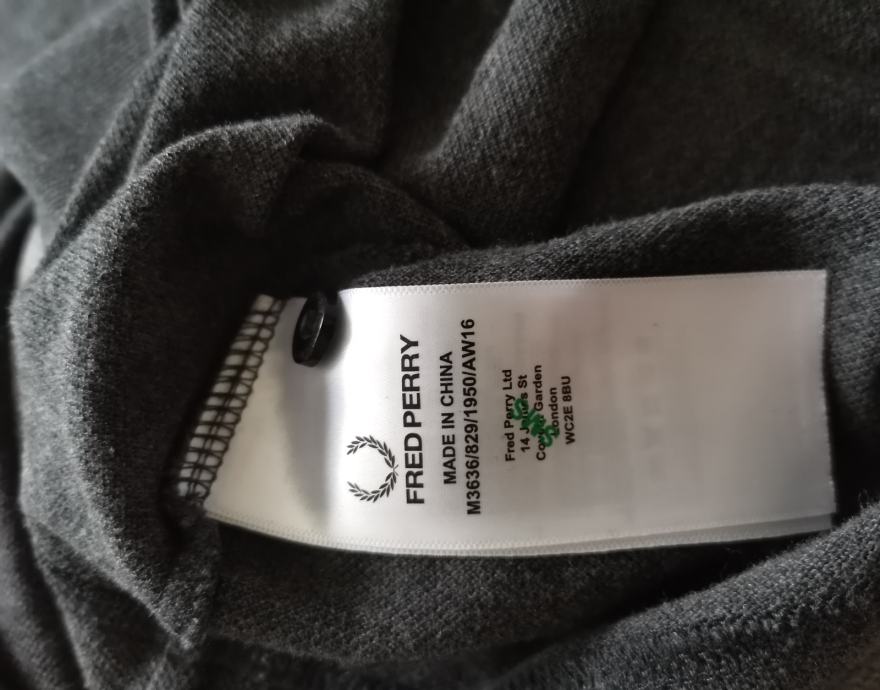 FRED PERRY
MADE IN CHINA
M3636/829/1950/AW16
Fred Perry Ltd
14 St
Garden
London
WC2E 8BU